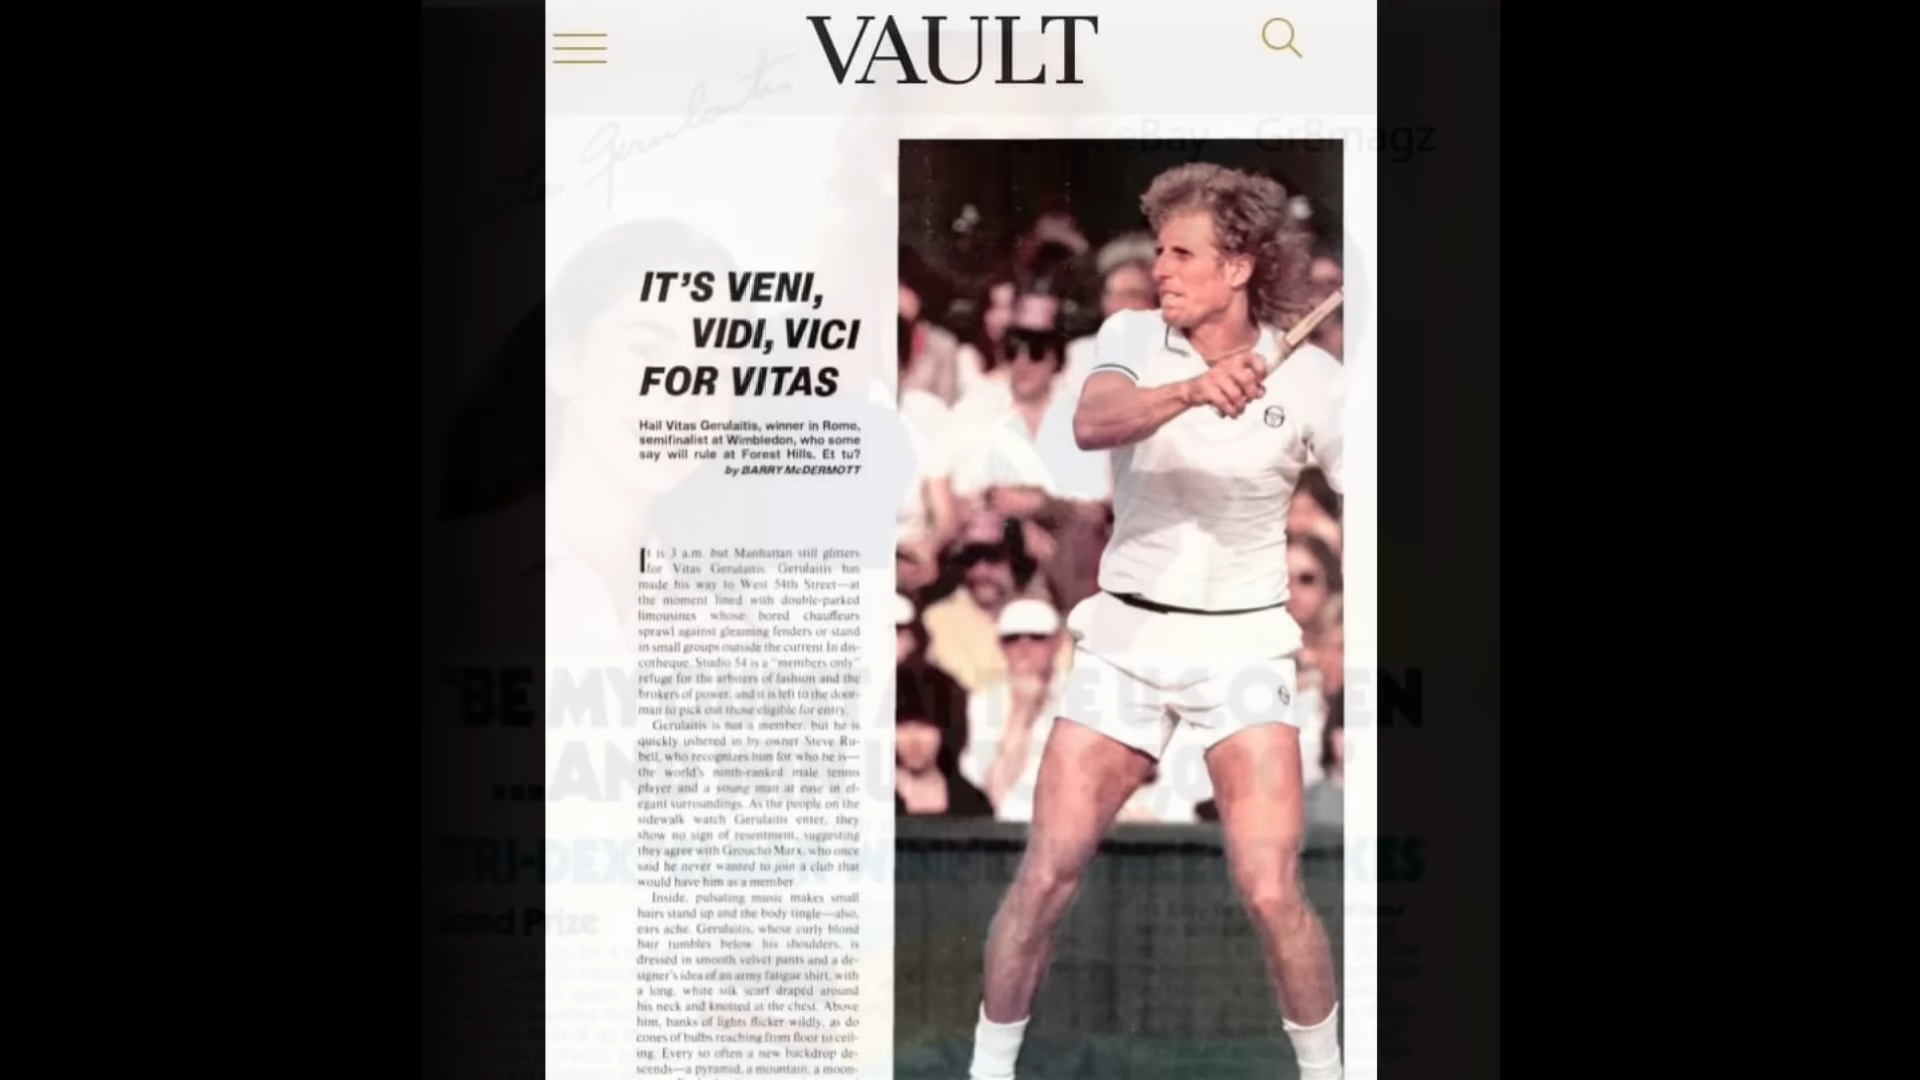 VAULT
Gerulaitis
eBay - Gr8magz
IT'S VENI,
VIDI, VICI
FOR VITAS
Hail Vitas Gerulaitis, winner in Rome,
semifinalist at Wimbledon, who some
say will rule at Forest Hills. Et tu?
by BARRY McDERMOTT
It is 3 a.m. but Manhattan still glitters
for Vitas Gerulaitis. Gerulaitis has
made his way to West 54th Street—at
the moment lined with double-parked
limousines whose bored chauffeurs
sprawl against gleaming fenders or stand
in small groups outside the current In dis-
cotheque. Studio 54 is a "members only"
refuge for the arbiters of fashion and the
brokers of power, and it is left to the door-
man to pick out those eligible for entry.
Gerulaitis is not a member, but he is
quickly ushered in by owner Steve Ru-
bell, who recognizes him for who he is—
the world's ninth-ranked male tennis
player and a young man at ease in el-
egant surroundings. As the people on the
sidewalk watch Gerulaitis enter, they
show no sign of resentment, suggesting
they agree with Groucho Marx, who once
said he never wanted to join a club that
would have him as a member.
Inside, pulsating music makes small
hairs stand up and the body tingle—also,
ears ache. Gerulaitis, whose curly blond
hair tumbles below his shoulders, is
dressed in smooth velvet pants and a de-
signer's idea of an army fatigue shirt, with
a long, white silk scarf draped around
his neck and knotted at the chest. Above
him, banks of lights flicker wildly, as do
cones of bulbs reaching from floor to ceil-
ing. Every so often a new backdrop de-
scends—a pyramid, a mountain, a moon-
"BE MY AT THE U.S. OPEN
...AN
TRI-DEX
Prize